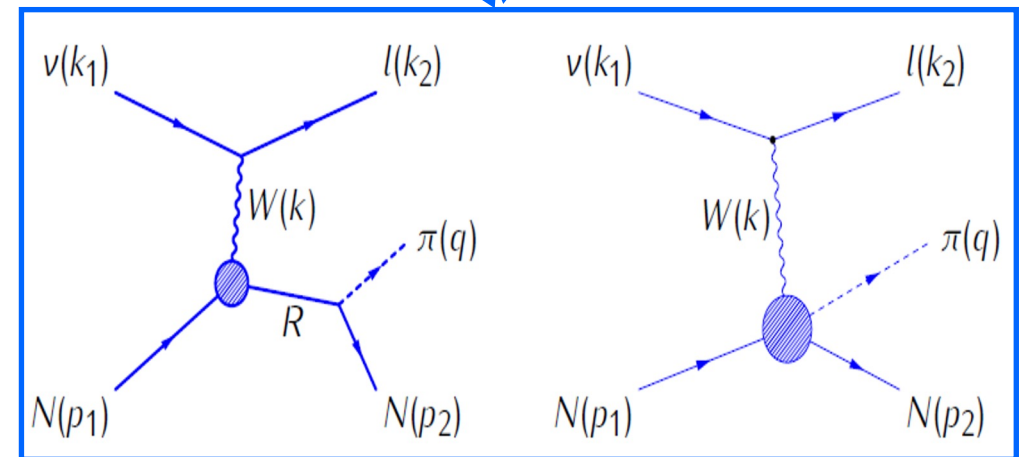 ν(k₁) l(k₂)
W(k)
π(q)
R
N(p₁) N(p₂)
ν(k₁) l(k₂)
W(k)
π(q)
N(p₁) N(p₂)